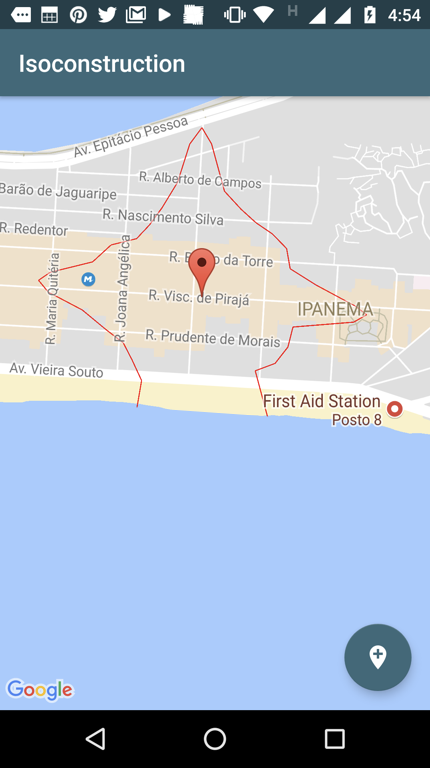 H 4:54
Isoconstruction
Av. Epitácio Pessoa
R. Alberto de Campos
Barão de Jaguaripe
R. Nascimento Silva
R. Redentor
da Torre
R. Maria Quitéria
R. Joana Angélica
R. Visc. de Pirajá
IPANEMA
R. Prudente de Morais
Av. Vieira Souto
First Aid Station
Posto 8
Google